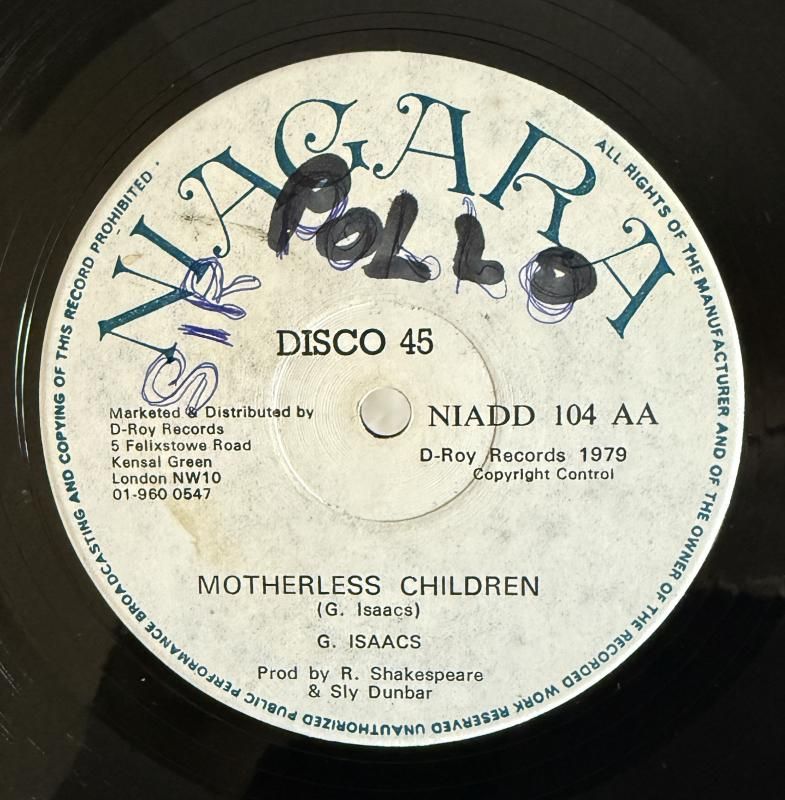 NIAGARA
SIR POLLO
DISCO 45
Marketed & Distributed by
D-Roy Records
5 Felixstowe Road
Kensal Green
London NW10
01-960 0547
NIADD 104 AA
D-Roy Records 1979
Copyright Control
MOTHERLESS CHILDREN
(G. Isaacs)
G. ISAACS
Prod by R. Shakespeare
& Sly Dunbar
ALL RIGHTS OF THE MANUFACTURER AND OF THE OWNER OF THE RECORDED WORK RESERVED UNAUTHORIZED PUBLIC PERFORMANCE BROADCASTING AND COPYING OF THIS RECORD PROHIBITED